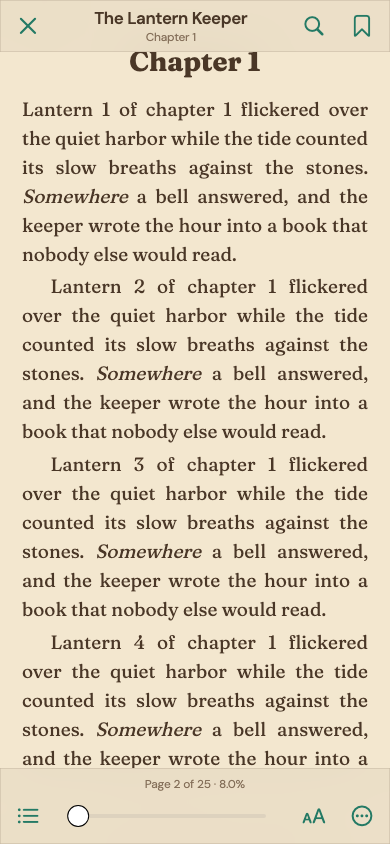 The Lantern Keeper
Chapter 1
Chapter 1
Lantern 1 of chapter 1 flickered over
the quiet harbor while the tide counted
its slow breaths against the stones.
Somewhere a bell answered, and the
keeper wrote the hour into a book that
nobody else would read.
Lantern 2 of chapter 1 flickered
over the quiet harbor while the tide
counted its slow breaths against the
stones. Somewhere a bell answered,
and the keeper wrote the hour into a
book that nobody else would read.
Lantern 3 of chapter 1 flickered
over the quiet harbor while the tide
counted its slow breaths against the
stones. Somewhere a bell answered,
and the keeper wrote the hour into a
book that nobody else would read.
Lantern 4 of chapter 1 flickered
over the quiet harbor while the tide
counted its slow breaths against the
stones. Somewhere a bell answered,
and the keeper wrote the hour into a
Page 2 of 25 · 8.0%
AA